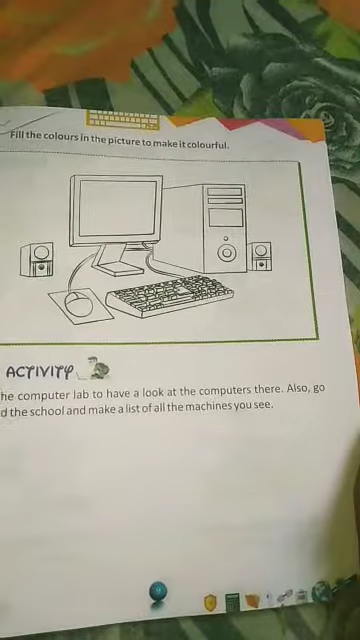 Fill the colours in the picture to make it colourful.
ACTIVITY
he computer lab to have a look at the computers there. Also, go
d the school and make a list of all the machines you see.